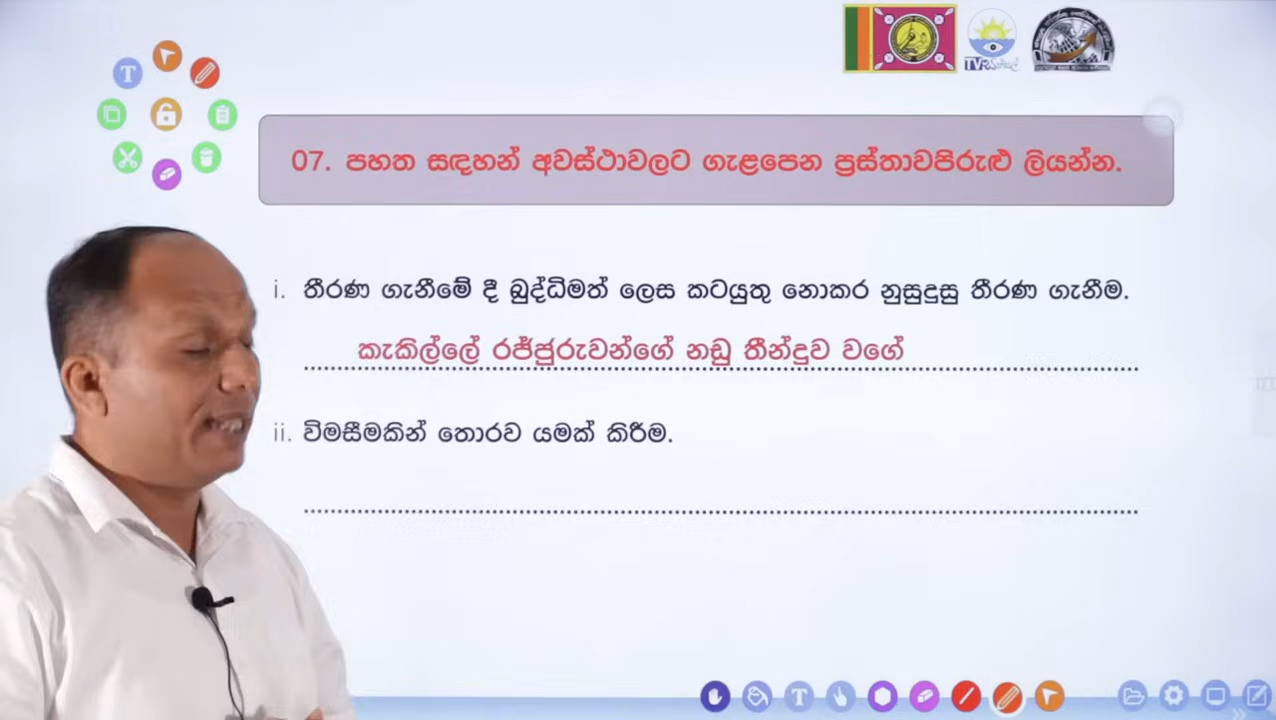 TV
07. පහත සඳහන් අවස්ථාවලට ගැළපෙන ප්‍රස්තාවපිරුළු ලියන්න.
i. තීරණ ගැනීමේ දී බුද්ධිමත් ලෙස කටයුතු නොකර නුසුදුසු තීරණ ගැනීම.
කැකිල්ලේ රජ්ජුරුවන්ගේ නඩු තීන්දුව වගේ
ii. විමසීමකින් තොරව යමක් කිරීම.